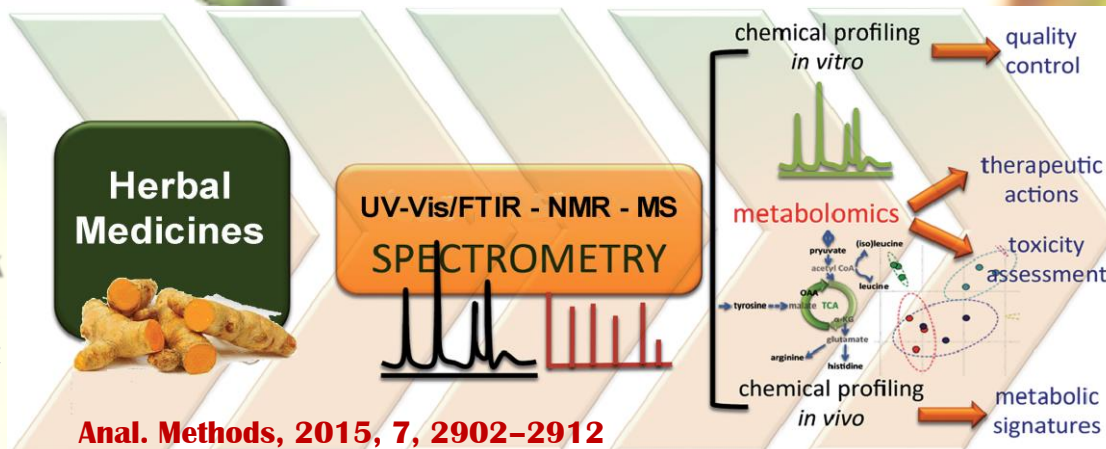 Herbal
Medicines
UV-Vis/FTIR - NMR - MS
SPECTROMETRY
chemical profiling
in vitro
quality
control
metabolomics
therapeutic
actions
toxicity
assessment
pryuvate
(iso)leucine
acetyl CoA
leucine
OAA
tyrosine
malate
TCA
α-KG
glutamate
arginine
histidine
chemical profiling
in vivo
metabolic
signatures
Anal. Methods, 2015, 7, 2902–2912